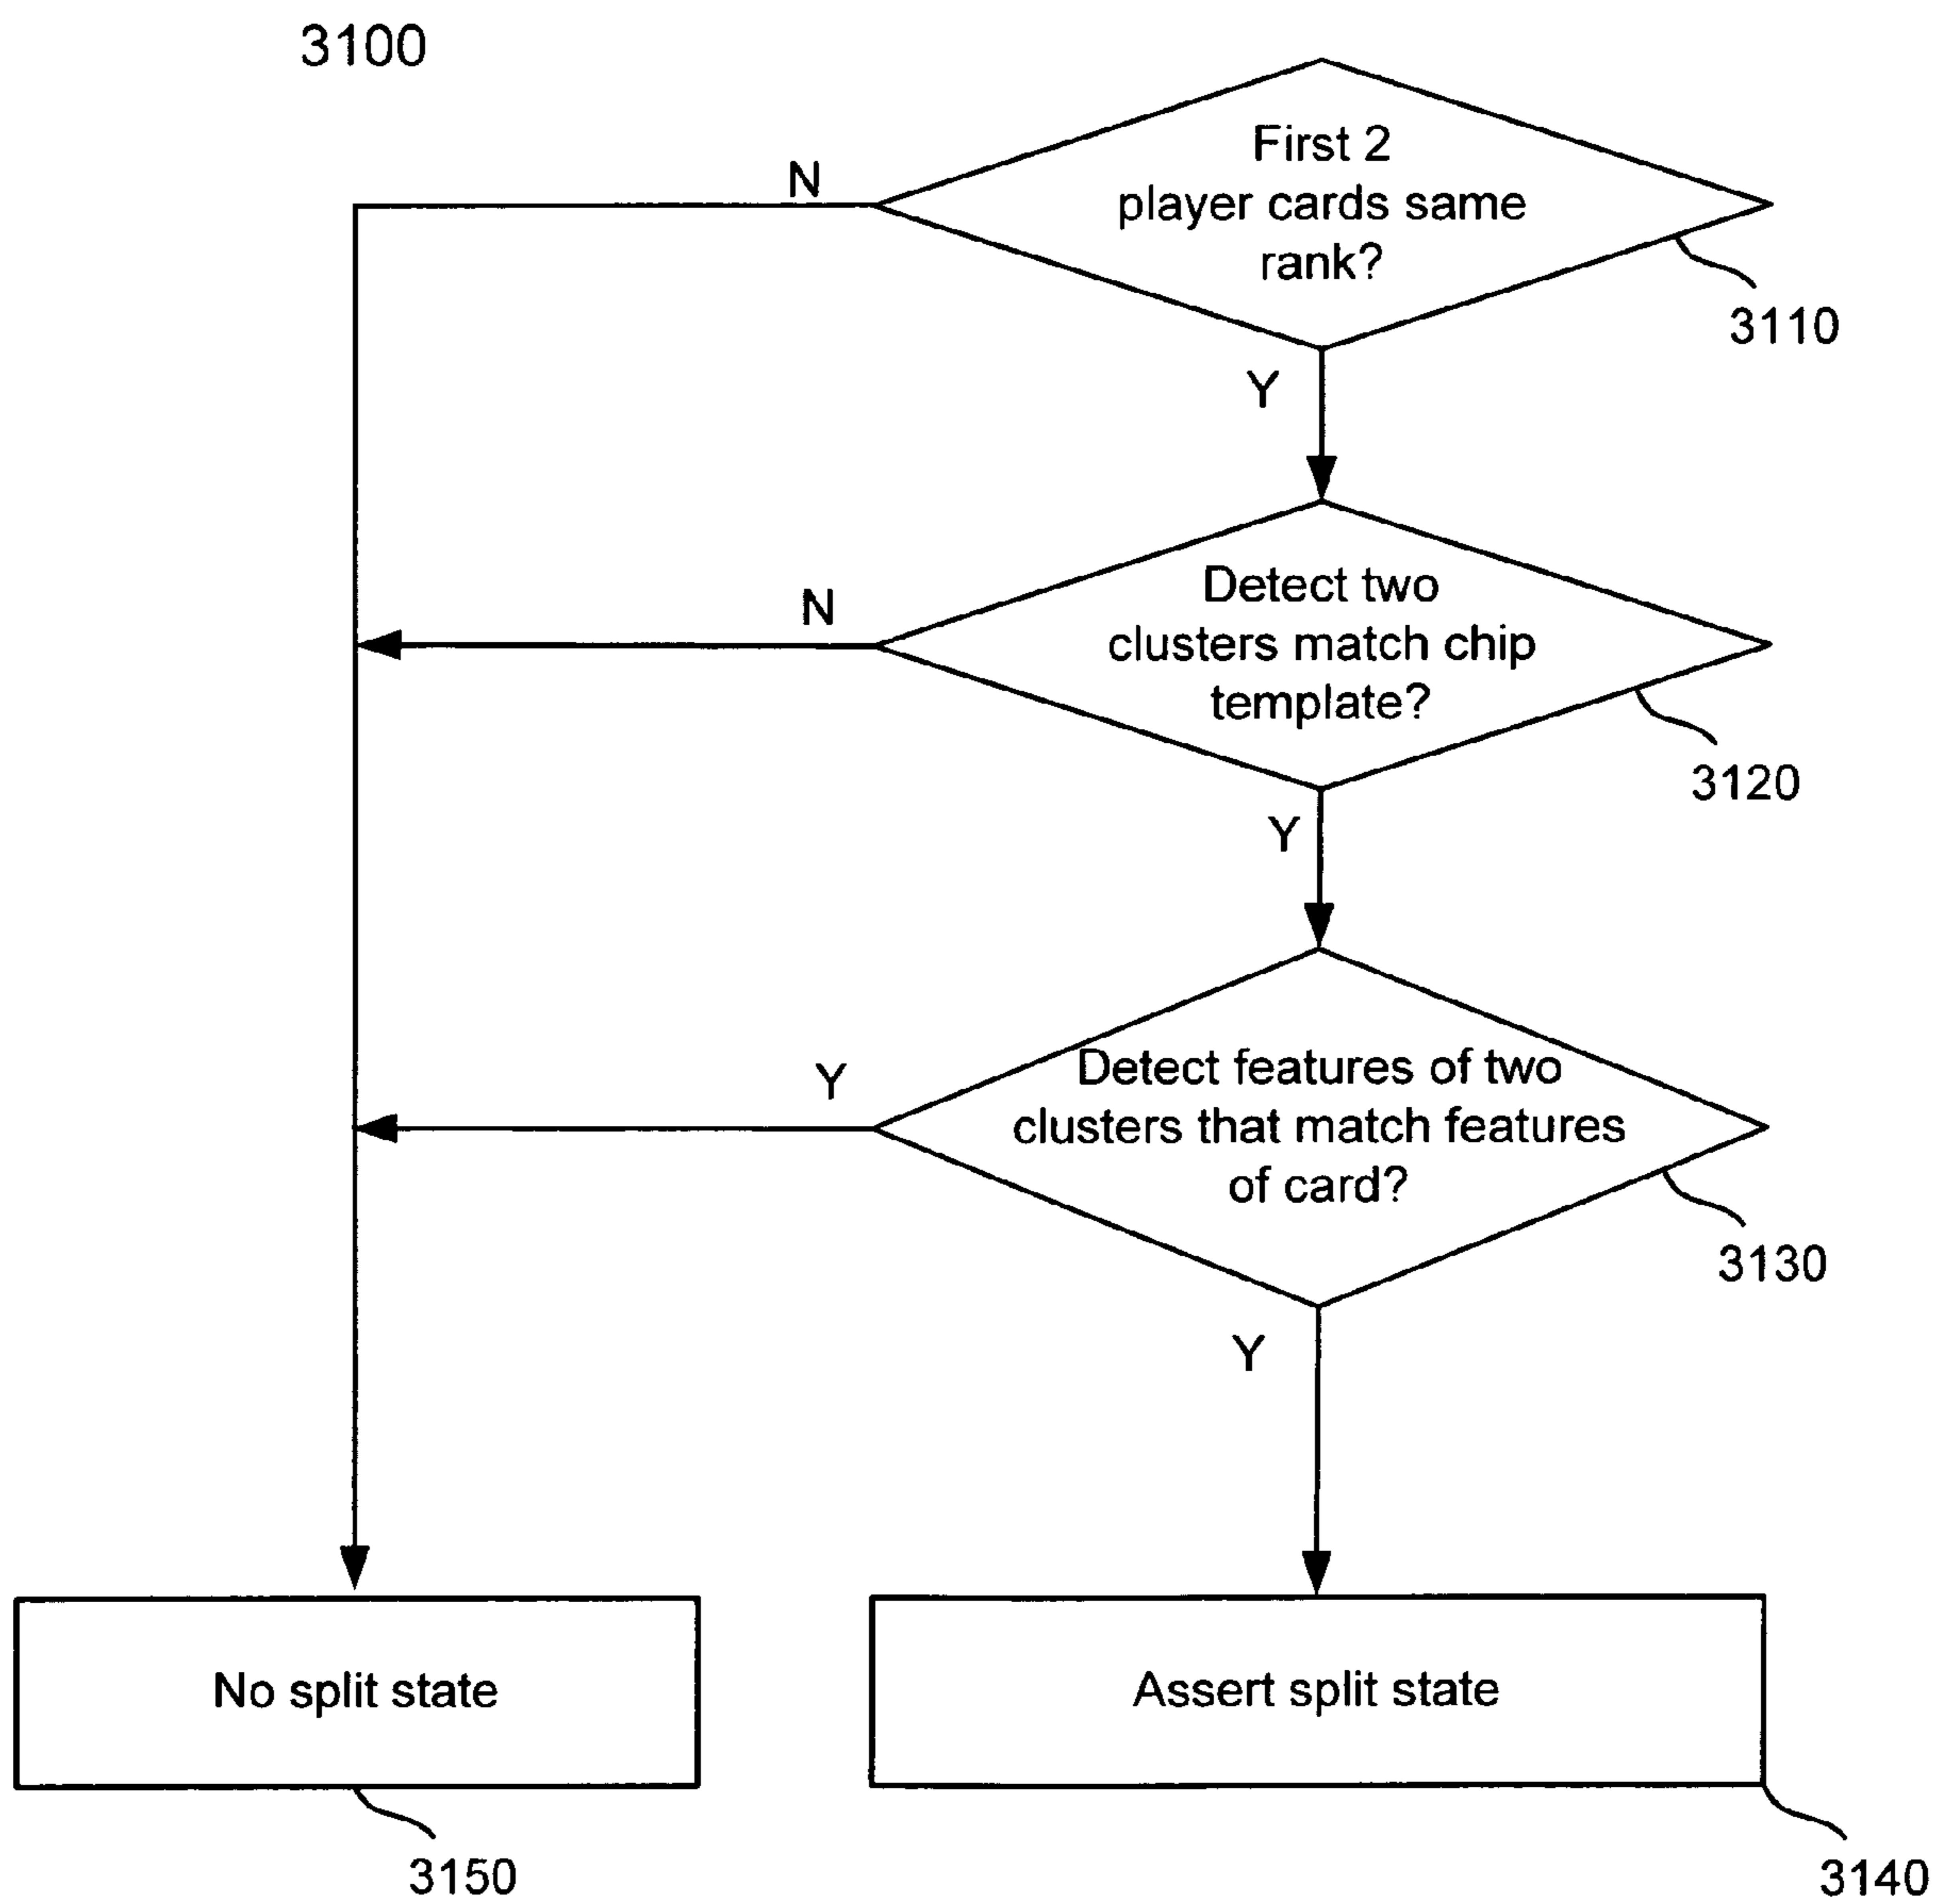 3100
First 2
player cards same
rank?
N
3110
Y
Detect two
clusters match chip
template?
N
3120
Y
Detect features of two
clusters that match features
of card?
Y
3130
Y
No split state
Assert split state
3150
3140